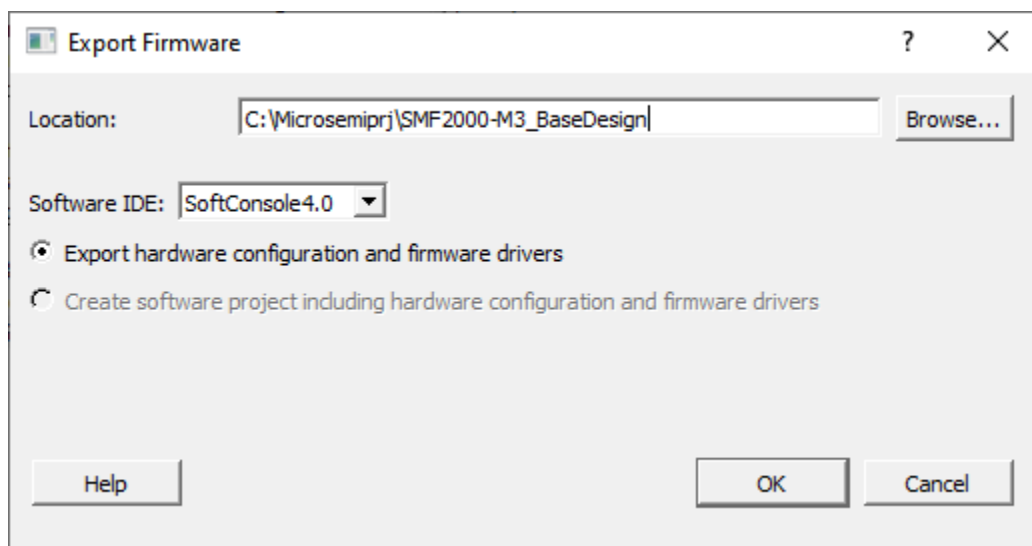 Export Firmware
?
Location: C:\Microsemiprj\SMF2000-M3_BaseDesign Browse...
Software IDE: SoftConsole4.0
Export hardware configuration and firmware drivers
Create software project including hardware configuration and firmware drivers
Help OK Cancel